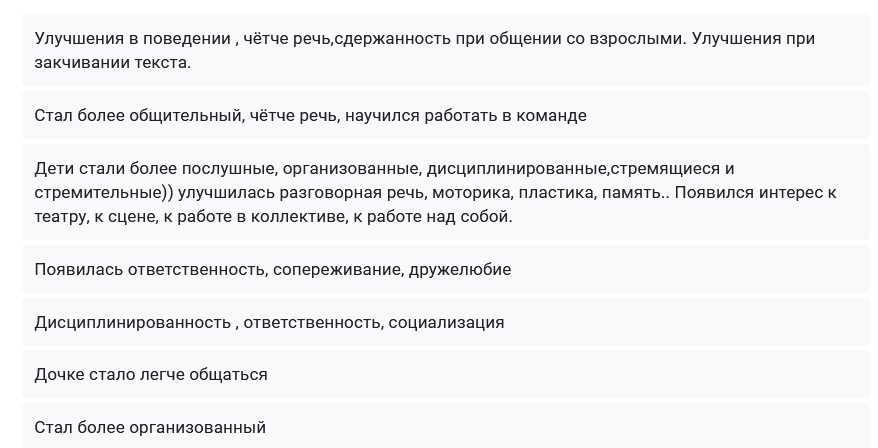 Улучшения в поведении , чётче речь,сдержанность при общении со взрослыми. Улучшения при
закчивании текста.
Стал более общительный, чётче речь, научился работать в команде
Дети стали более послушные, организованные, дисциплинированные,стремящиеся и
стремительные)) улучшилась разговорная речь, моторика, пластика, память.. Появился интерес к
театру, к сцене, к работе в коллективе, к работе над собой.
Появилась ответственность, сопереживание, дружелюбие
Дисциплинированность , ответственность, социализация
Дочке стало легче общаться
Стал более организованный